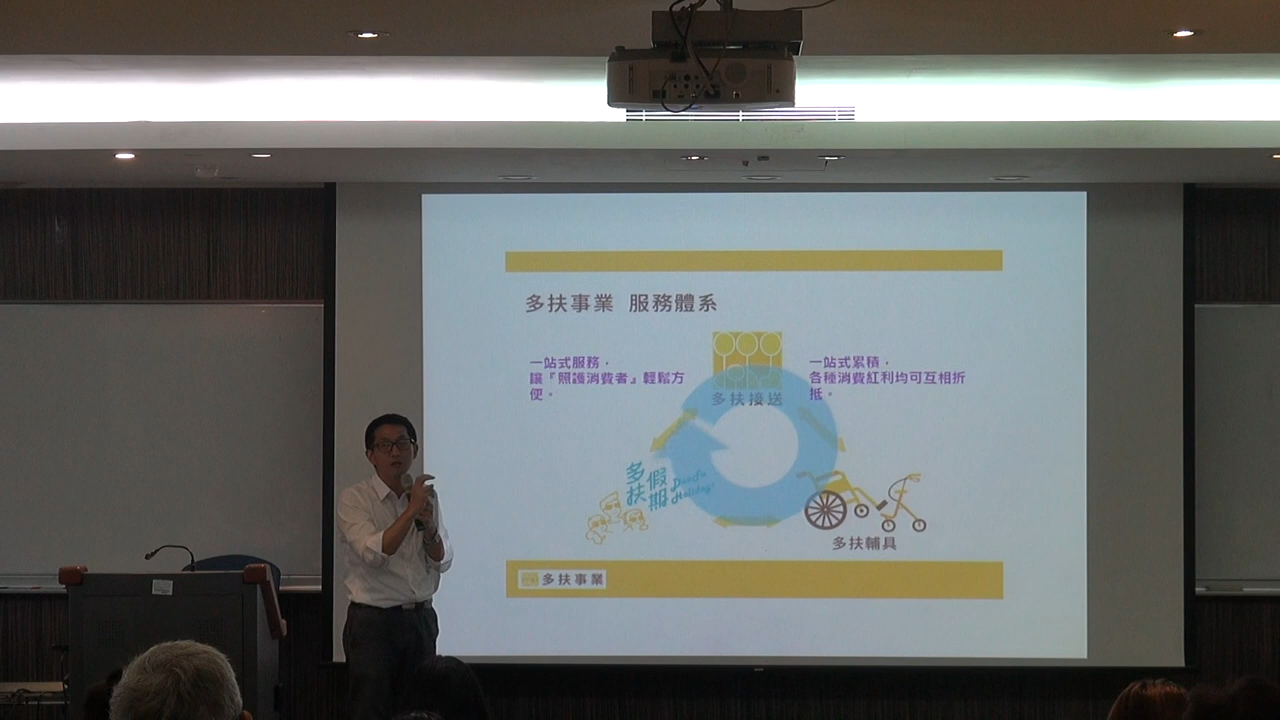 多扶事業 服務體系
一站式服務，
讓『照護消費者』輕鬆方
便。
一站式累積，
各種消費紅利均可互相折
抵。
多扶接送
多扶
假期
Duofu
Holiday!
多扶輔具
多扶事業